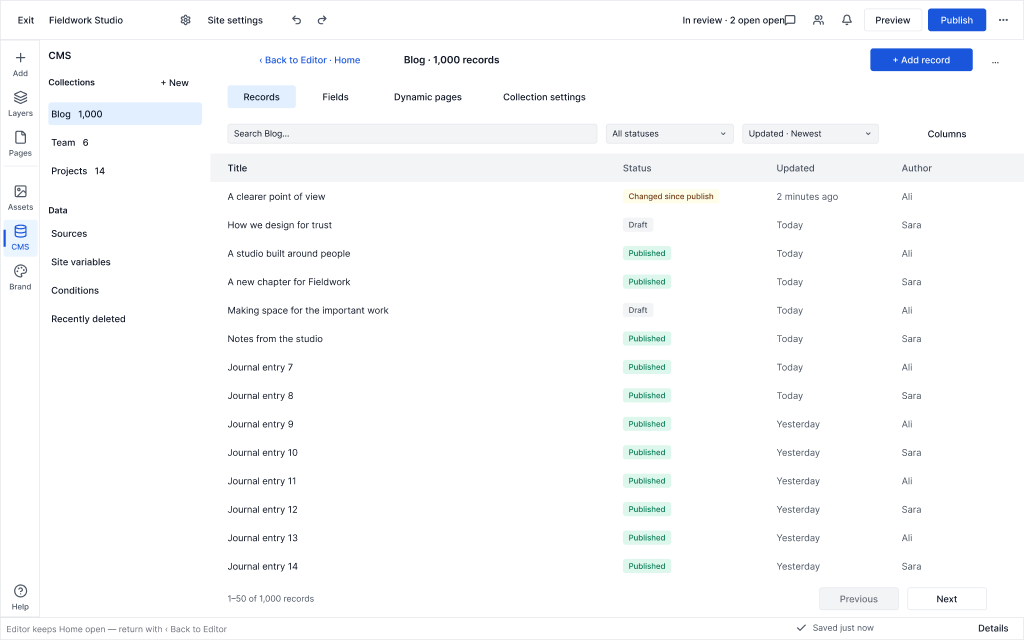 Exit Fieldwork Studio Site settings In review · 2 open open Preview Publish ...
Add
Layers
Pages
Assets
CMS
Brand
Help
CMS
Collections + New
Blog 1,000
Team 6
Projects 14
Data
Sources
Site variables
Conditions
Recently deleted
‹ Back to Editor · Home Blog · 1,000 records + Add record ...
Records Fields Dynamic pages Collection settings
Search Blog... All statuses Updated · Newest Columns
Title Status Updated Author
A clearer point of view Changed since publish 2 minutes ago Ali
How we design for trust Draft Today Sara
A studio built around people Published Today Ali
A new chapter for Fieldwork Published Today Sara
Making space for the important work Draft Today Ali
Notes from the studio Published Today Sara
Journal entry 7 Published Today Ali
Journal entry 8 Published Today Sara
Journal entry 9 Published Yesterday Ali
Journal entry 10 Published Yesterday Sara
Journal entry 11 Published Yesterday Ali
Journal entry 12 Published Yesterday Sara
Journal entry 13 Published Yesterday Ali
Journal entry 14 Published Yesterday Sara
1–50 of 1,000 records Previous Next
Editor keeps Home open — return with ‹ Back to Editor Saved just now Details